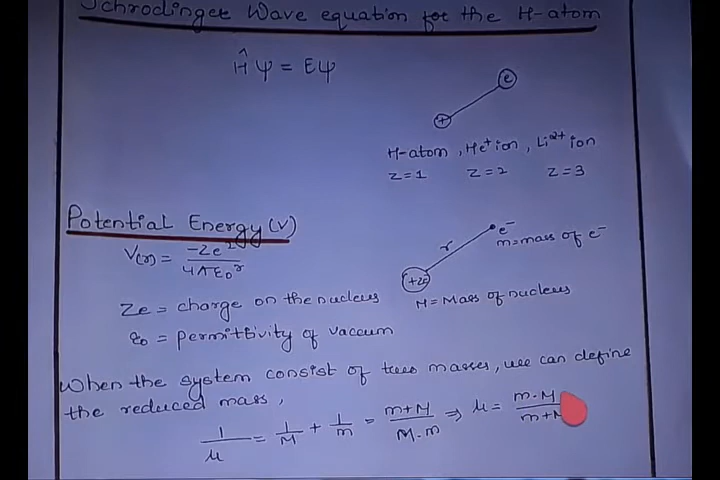 Schrodinger Wave equation for the H-atom
Ĥψ = Eψ
e
+
H-atom, He⁺ ion, Li²⁺ ion
Z=1 Z=2 Z=3
Potential Energy (V)
V(r) = -Ze² / 4πε₀r
r e⁻
m=mass of e⁻
+Ze
M = Mass of nucleus
Ze = charge on the nucleus
ε₀ = permittivity of vaccum
When the system consist of two masses, we can define
the reduced mass,
1/μ = 1/M + 1/m = m+M / M.m ⇒ μ = m.M / m+M